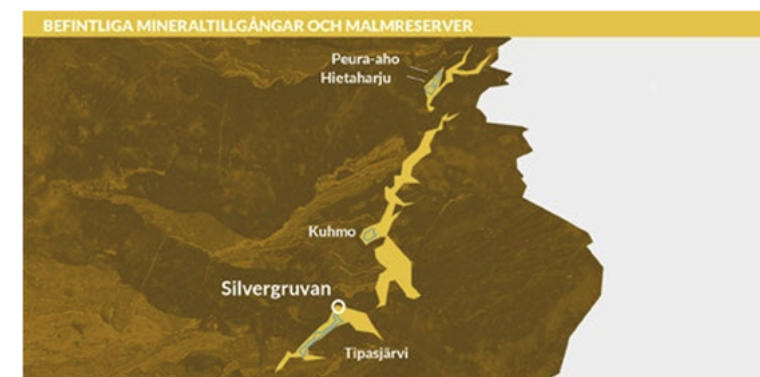 BEFINTLIGA MINERALTILLGÅNGAR OCH MALMRESERVER
Peura-aho
Hietaharju
Kuhmo
Silvergruvan
Tipasjärvi